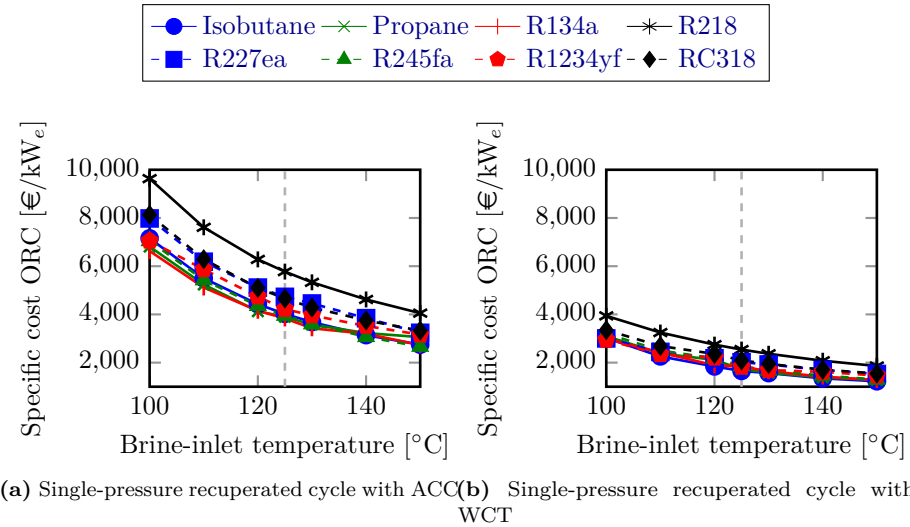 Isobutane Propane R134a R218
R227ea R245fa R1234yf RC318
Specific cost ORC [€/kWe]
10,000
8,000
6,000
4,000
2,000
100 120 140
Brine-inlet temperature [°C]
(a) Single-pressure recuperated cycle with ACC
Specific cost ORC [€/kWe]
10,000
8,000
6,000
4,000
2,000
100 120 140
Brine-inlet temperature [°C]
(b) Single-pressure recuperated cycle with
WCT